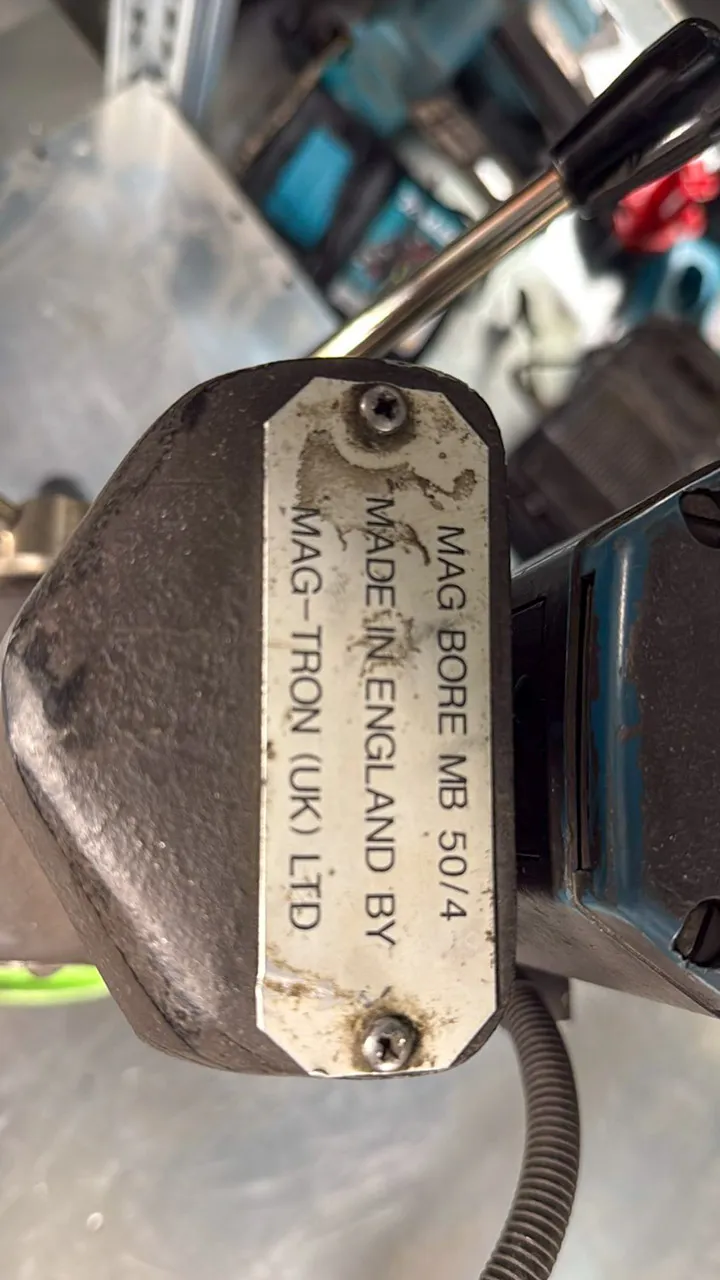 MAG BORE MB 50/4
MADE IN ENGLAND BY
MAG-TRON (UK) LTD